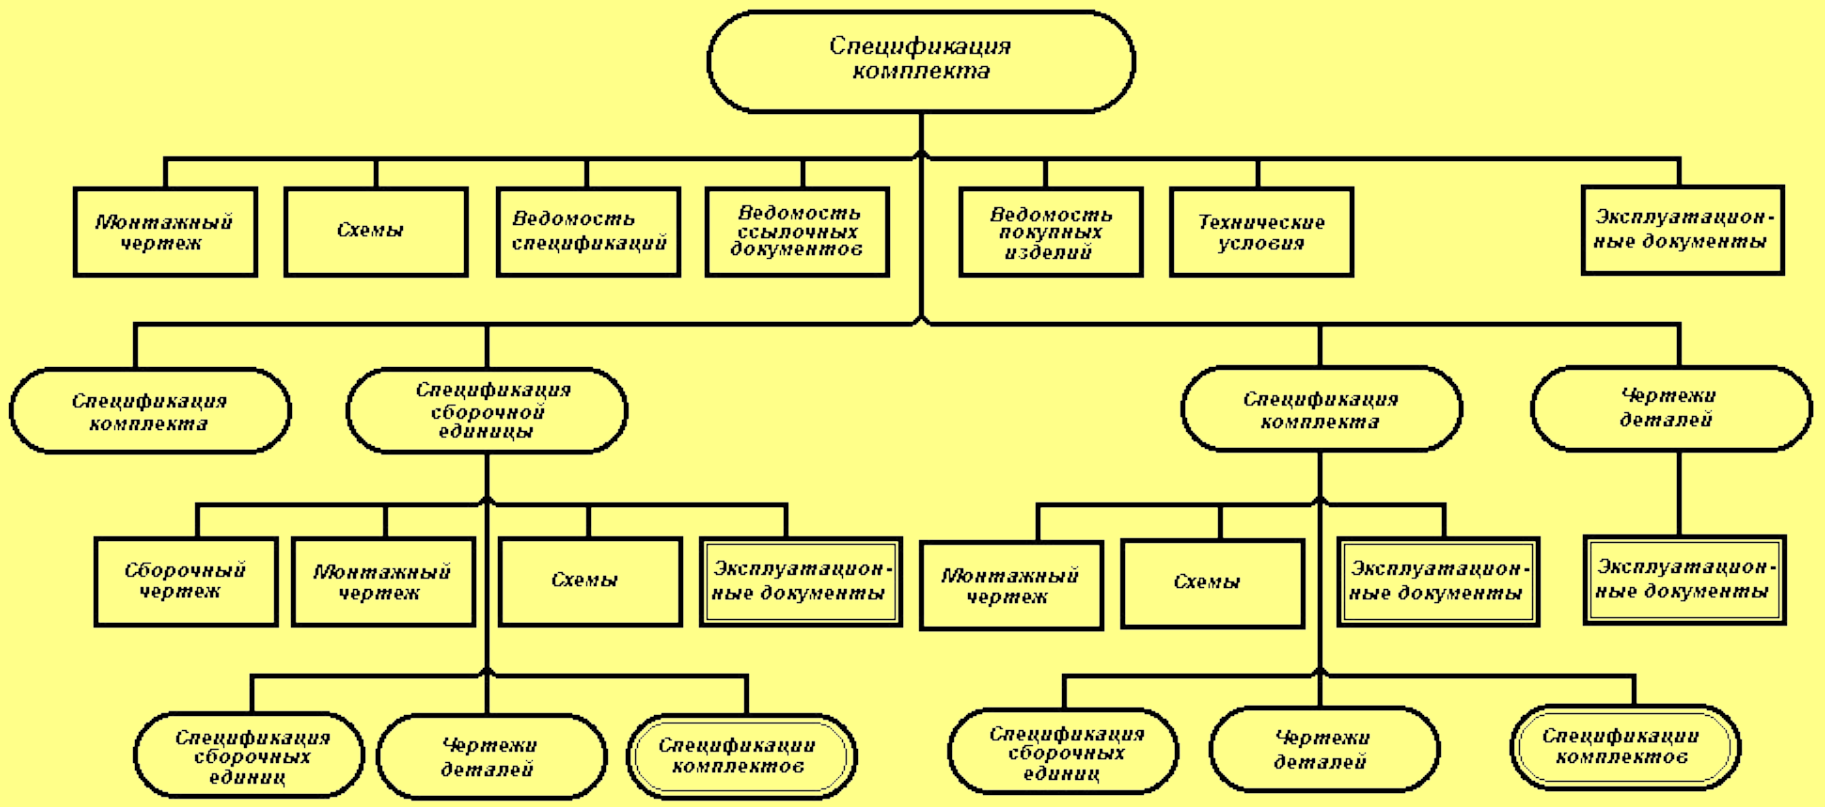 Спецификация
комплекта
Монтажный
чертеж
Схемы
Ведомость
спецификаций
Ведомость
ссылочных
документов
Ведомость
покупных
изделий
Технические
условия
Эксплуатацион-
ные документы
Спецификация
комплекта
Спецификация
сборочной
единицы
Спецификация
комплекта
Чертежи
деталей
Сборочный
чертеж
Монтажный
чертеж
Схемы
Эксплуатацион-
ные документы
Монтажный
чертеж
Схемы
Эксплуатацион-
ные документы
Эксплуатацион-
ные документы
Спецификация
сборочных
единиц
Чертежи
деталей
Спецификации
комплектов
Спецификация
сборочных
единиц
Чертежи
деталей
Спецификации
комплектов